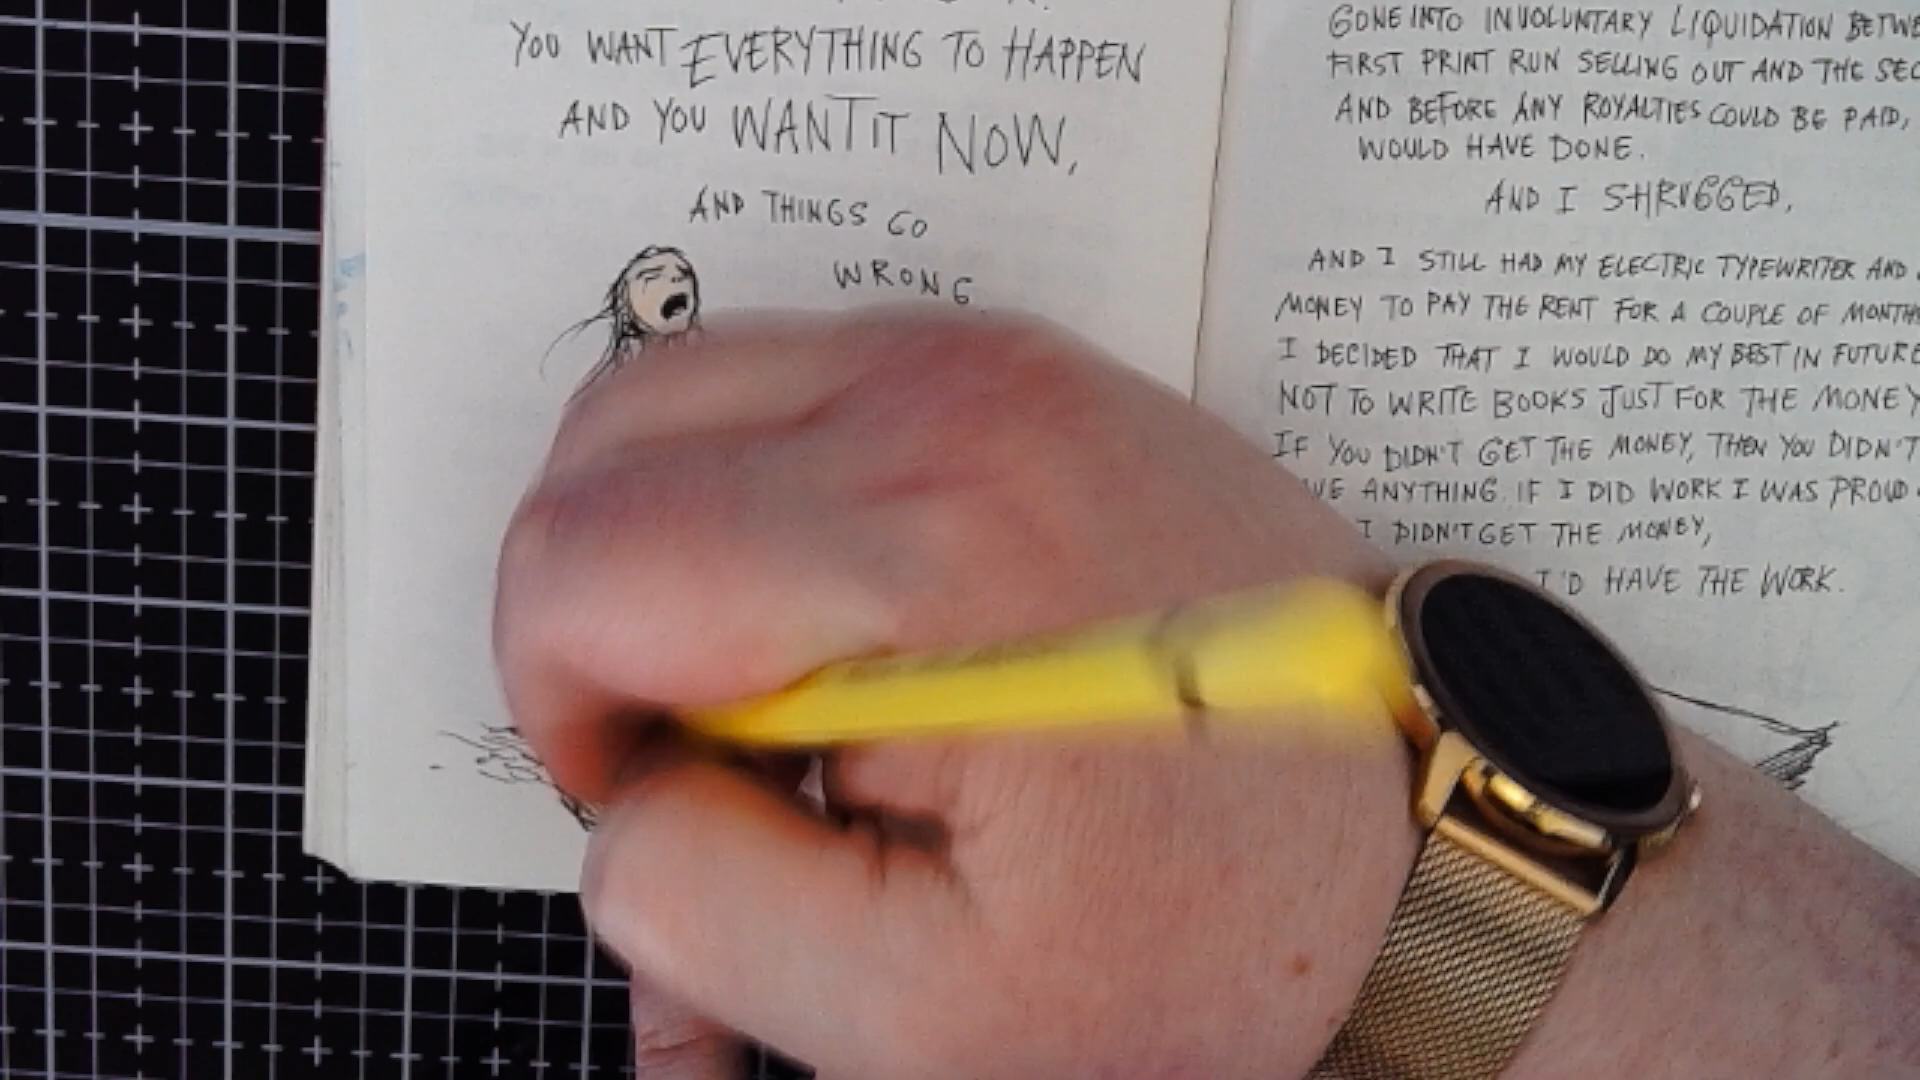 YOU WANT EVERYTHING TO HAPPEN
AND YOU WANT IT NOW,
AND THINGS GO
WRONG
GONE INTO INVOLUNTARY LIQUIDATION
FIRST PRINT RUN SELLING OUT AND THE
AND BEFORE ANY ROYALTIES COULD BE PAID,
WOULD HAVE DONE.
AND I SHRUGGED,
AND I STILL HAD MY ELECTRIC TYPEWRITER AND
MONEY TO PAY THE RENT FOR A COUPLE OF
I DECIDED THAT I WOULD DO MY BEST IN FUTURE
NOT TO WRITE BOOKS JUST FOR THE MONEY
IF YOU DIDN'T GET THE MONEY, THEN YOU DIDN'T
ANYTHING. IF I DID WORK I WAS PROUD
I DIDN'T GET THE MONEY,
I'D HAVE THE WORK.